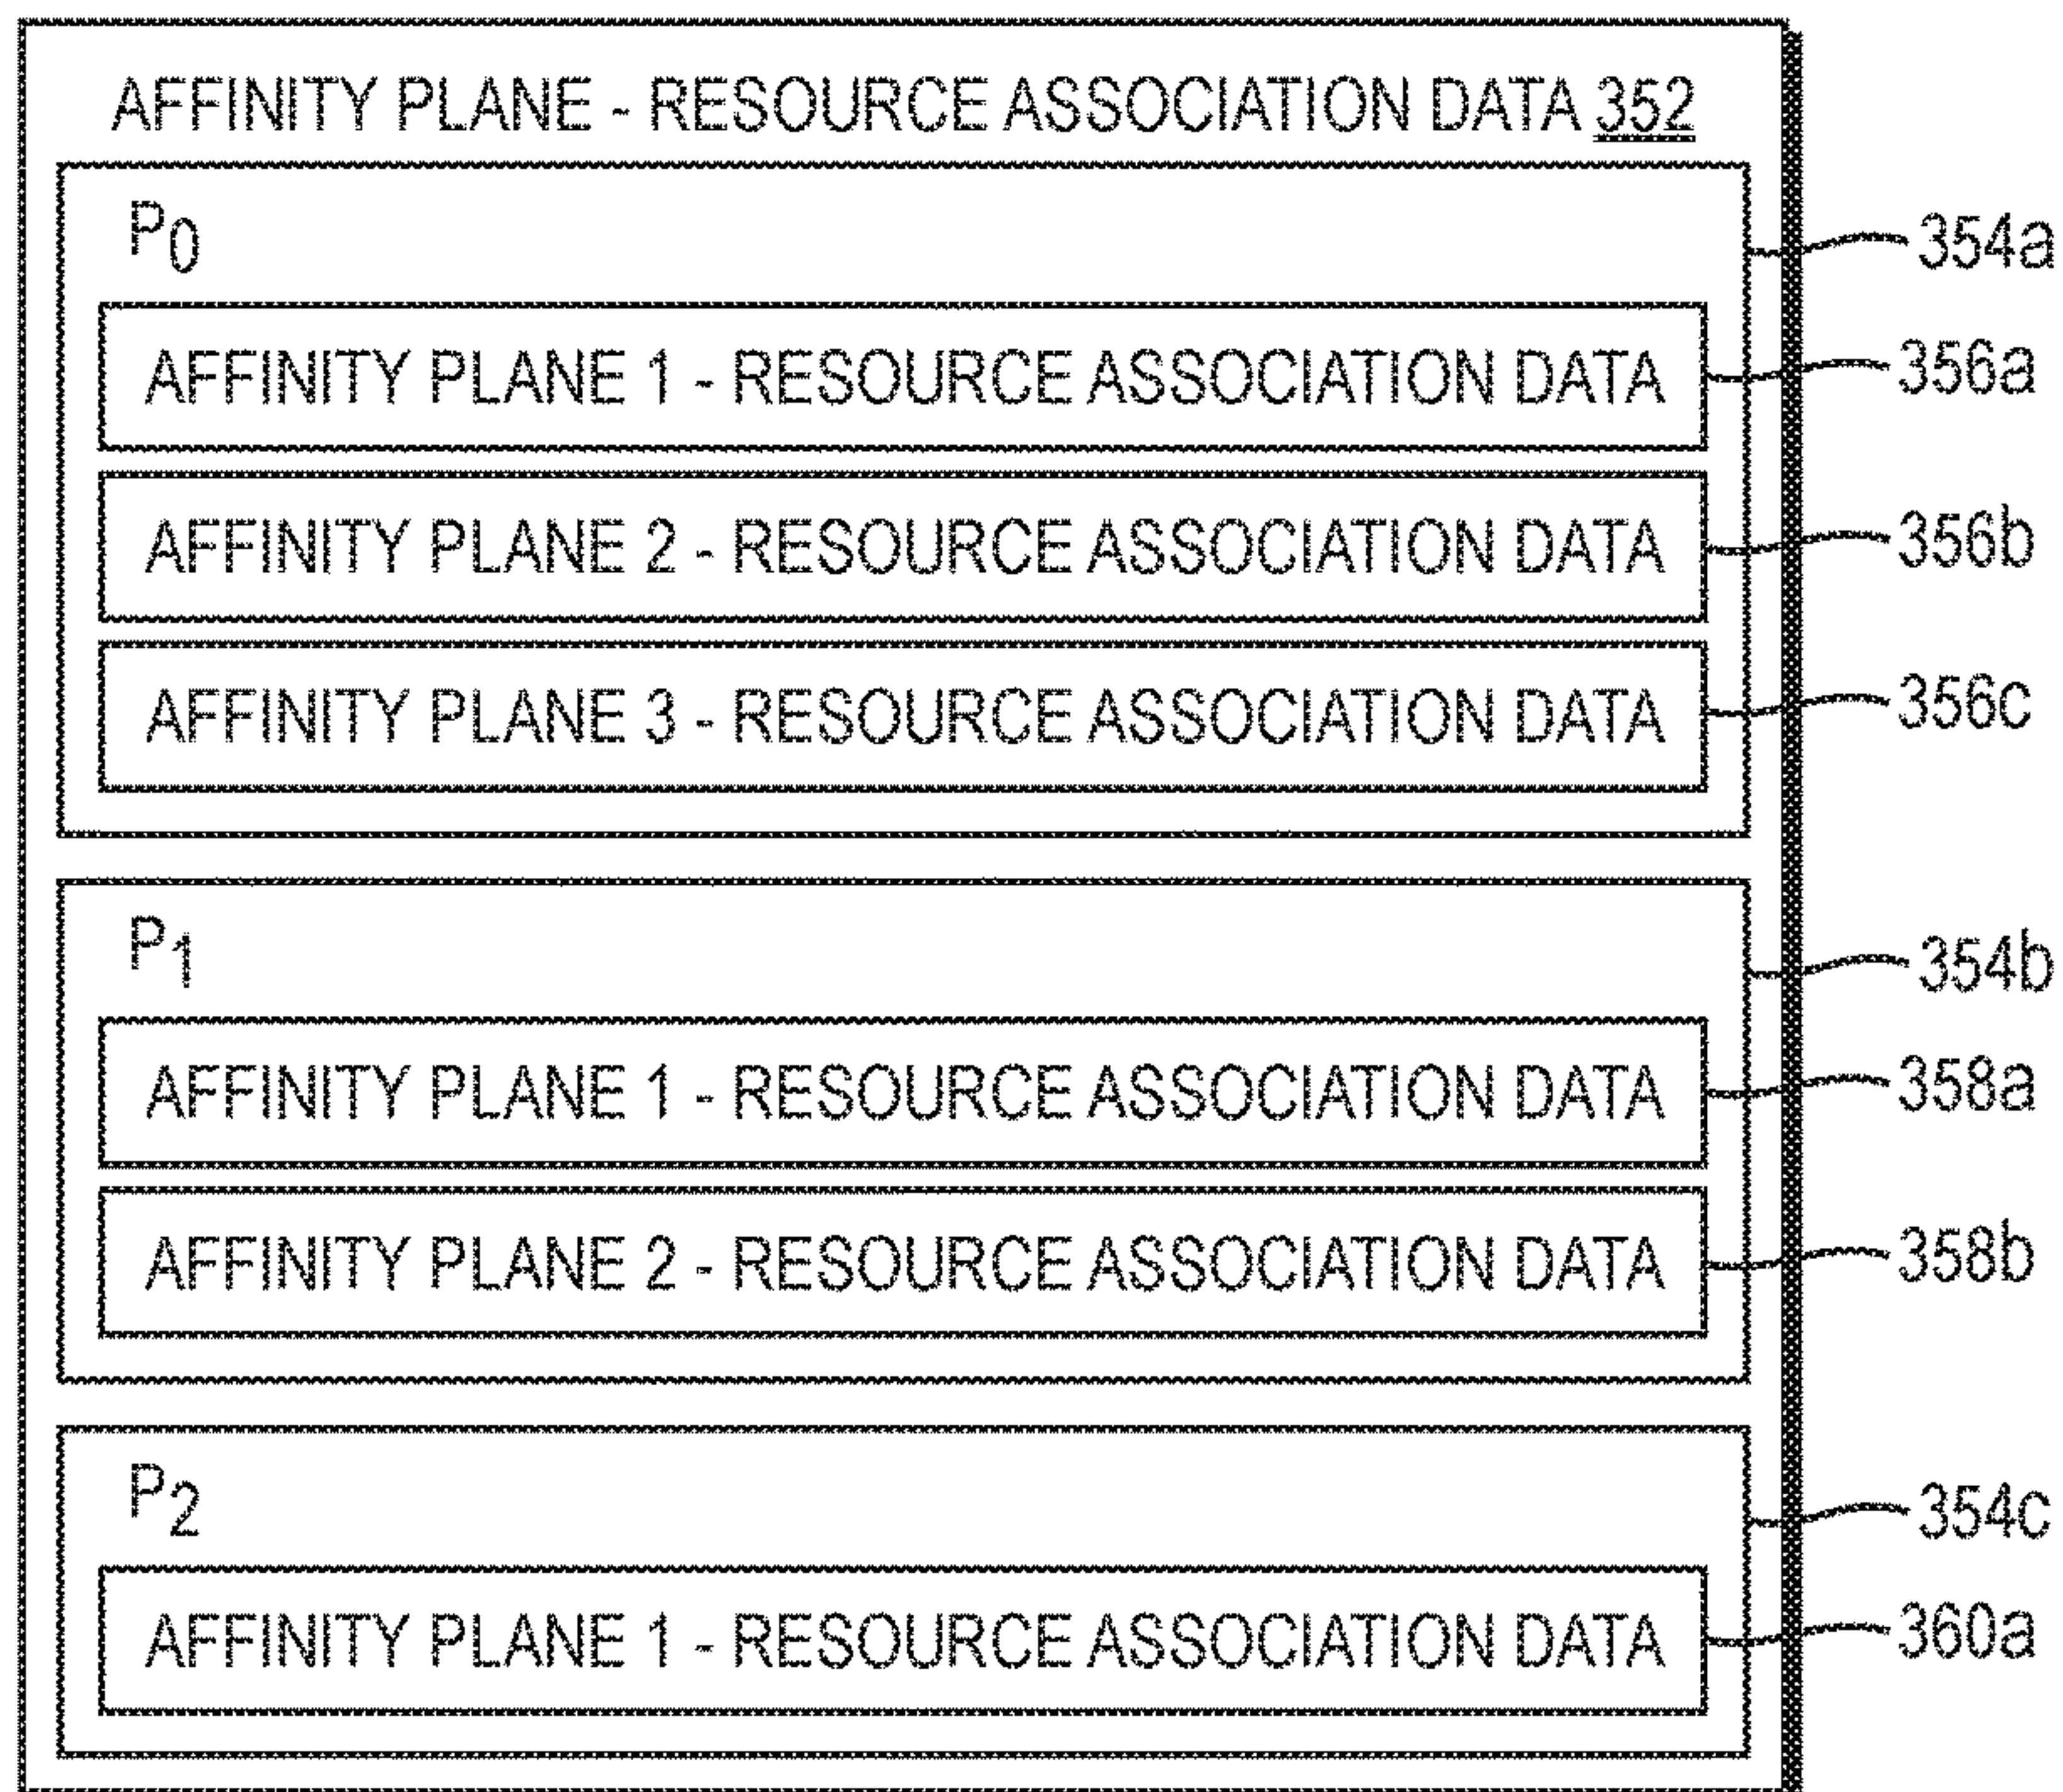 AFFINITY PLANE - RESOURCE ASSOCIATION DATA 352
P0
354a
AFFINITY PLANE 1 - RESOURCE ASSOCIATION DATA
356a
AFFINITY PLANE 2 - RESOURCE ASSOCIATION DATA
356b
AFFINITY PLANE 3 - RESOURCE ASSOCIATION DATA
356c
P1
354b
AFFINITY PLANE 1 - RESOURCE ASSOCIATION DATA
358a
AFFINITY PLANE 2 - RESOURCE ASSOCIATION DATA
358b
P2
354c
AFFINITY PLANE 1 - RESOURCE ASSOCIATION DATA
360a